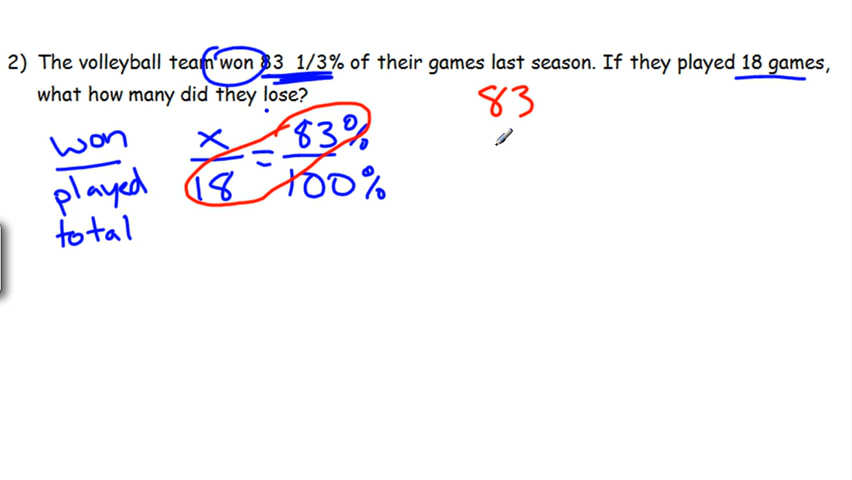 2) The volleyball team won 83 1/3% of their games last season. If they played 18 games,
what how many did they lose?
83
won x = 83%
played 18 100%
total